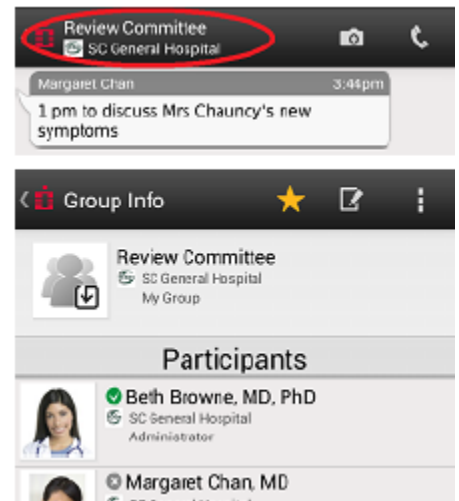 Review Committee
SC General Hospital
Margaret Chan 3:44pm
1 pm to discuss Mrs Chauncy's new
symptoms
Group Info
Review Committee
SC General Hospital
My Group
Participants
Beth Browne, MD, PhD
SC General Hospital
Administrator
Margaret Chan, MD